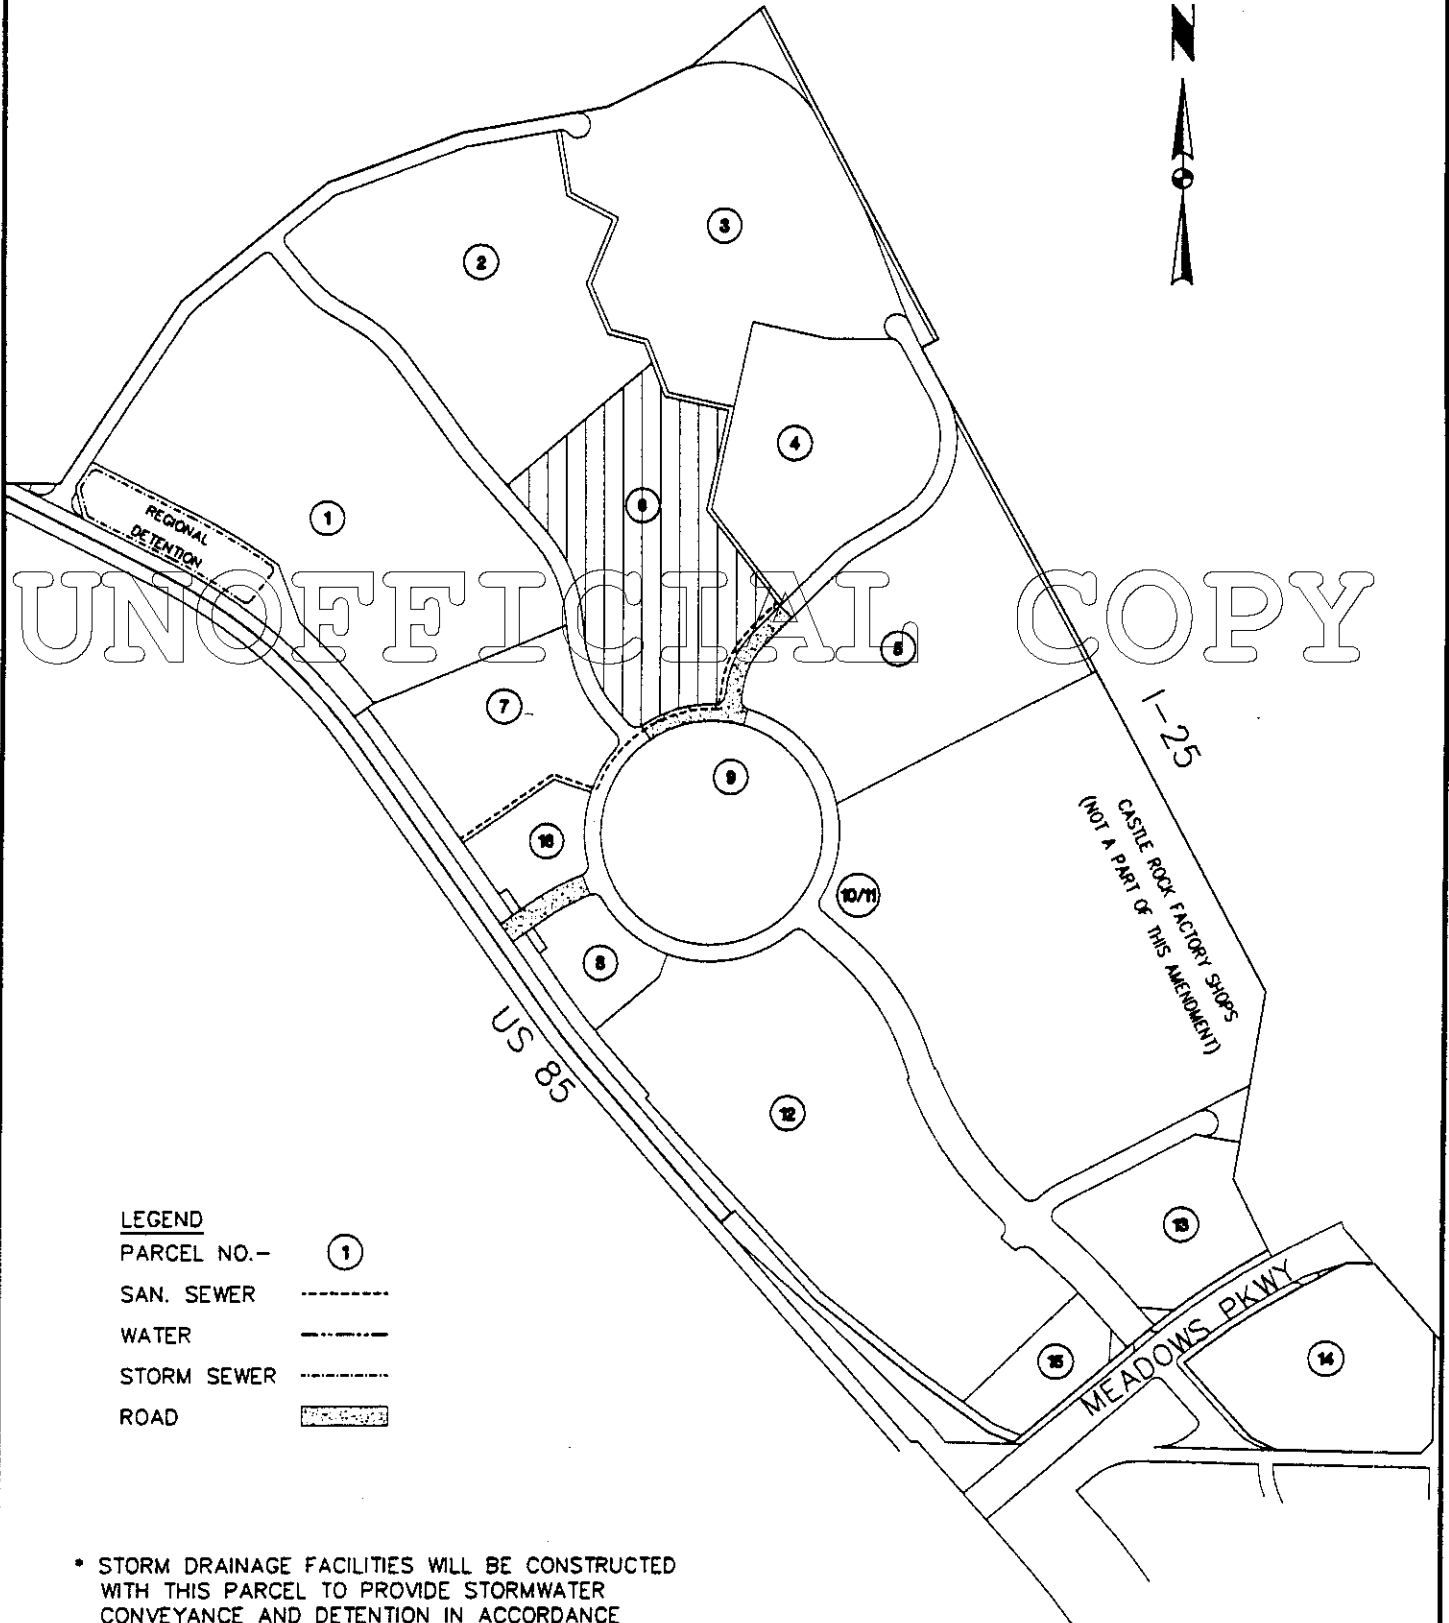 N
3
2
4
6
1
REGIONAL
DETENTION
UNOFFICIAL COPY
5
7
I-25
9
CASTLE ROCK FACTORY SHOPS
(NOT A PART OF THIS AMENDMENT)
16
10/11
8
US 85
12
13
MEADOWS PKWY
15
14
LEGEND
PARCEL NO.- 1
SAN. SEWER
WATER
STORM SEWER
ROAD
* STORM DRAINAGE FACILITIES WILL BE CONSTRUCTED
WITH THIS PARCEL TO PROVIDE STORMWATER
CONVEYANCE AND DETENTION IN ACCORDANCE